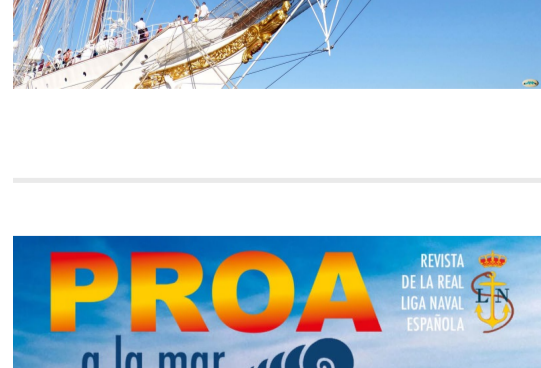 PROA
a la mar
REVISTA
DE LA REAL
LIGA NAVAL
ESPAÑOLA
LN